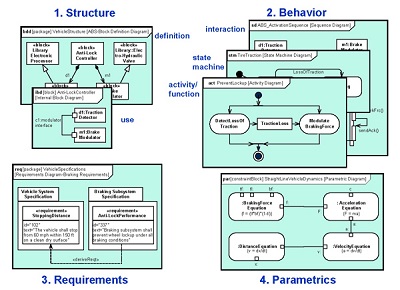 1. Structure
2. Behavior
bdd [package] VehicleStructure [ABS-Block Definition Diagram]
definition
«block»
Library::
Electronic
Processor
«block»
Anti-Lock
Controller
«block»
Library::Elec
tro-Hydraulic
Valve
d1
m1
ibd [block] Anti-LockController
[Internal Block Diagram]
d1:Traction
Detector
c1:modulator
interface
m1:Brake
Modulator
use
interaction
sd ABS_ActivationSequence [Sequence Diagram]
d1:Traction
m1:Brake
state
machine
stm TireTraction [State Machine Diagram]
LossOfTraction
activity/
function
act PreventLockup [Activity Diagram]
DetectLossOf
Traction
TractionLoss
Modulate
BrakingForce
sendAck()
req [package] VehicleSpecifications
[Requirements Diagram-Braking Requirements]
Vehicle System
Specification
Braking Subsystem
Specification
«requirement»
StoppingDistance
«requirement»
Anti-LockPerformance
id="102"
text="The vehicle shall stop
from 60 mph within 150 ft
on a clean dry surface"
id="337"
text="Braking subsystem shall
prevent wheel lockup under all
braking conditions"
«deriveReqt»
3. Requirements
par [constraintBlock] StraightLineVehicleDynamics [Parametric Diagram]
:BrakingForce
Equation
:Acceleration
Equation
[F = ma]
:DistanceEquation
[v = dx/dt]
:VelocityEquation
[a = dv/dt]
4. Parametrics